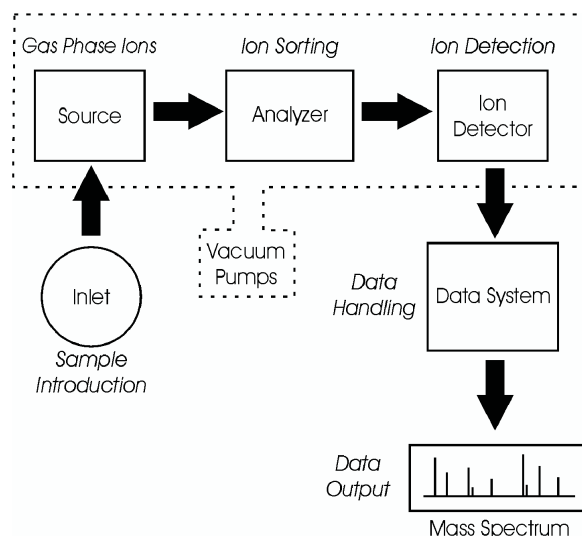 Gas Phase Ions
Ion Sorting
Ion Detection
Source
Analyzer
Ion
Detector
Vacuum
Pumps
Inlet
Sample
Introduction
Data
Handling
Data System
Data
Output
Mass Spectrum